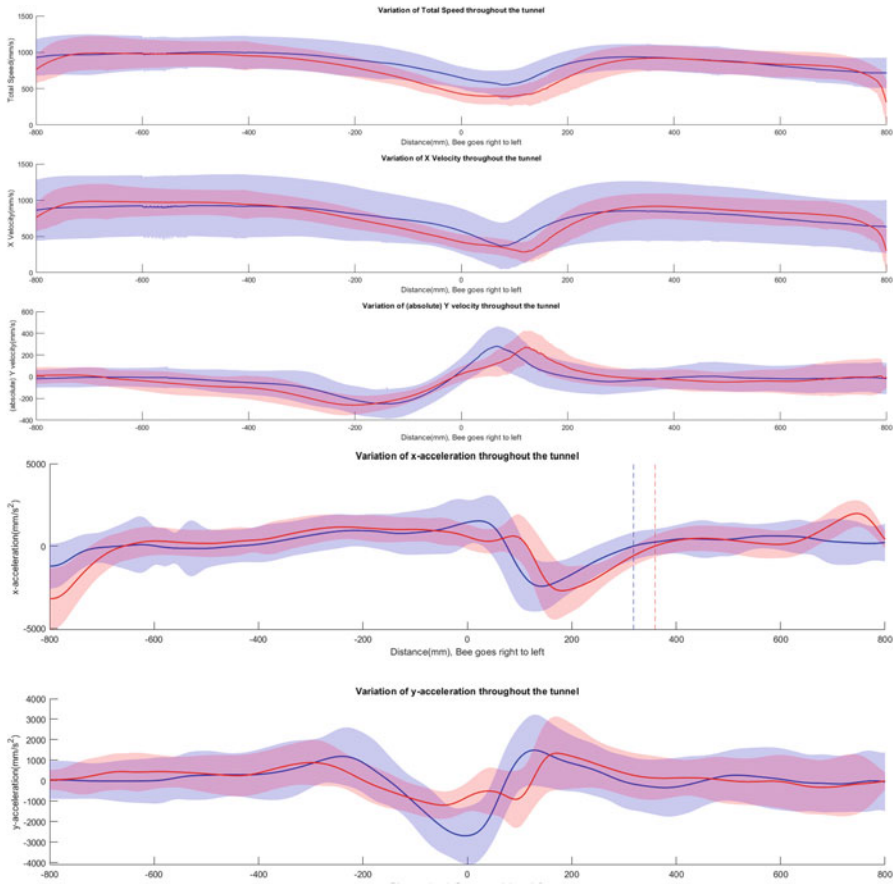 Variation of Total Speed throughout the tunnel
Total Speed(mm/s)
1500
1000
500
0
-800 -600 -400 -200 0 200 400 600 800
Distance(mm), Bee goes right to left
Variation of X Velocity throughout the tunnel
X Velocity(mm/s)
1500
1000
500
0
-800 -600 -400 -200 0 200 400 600 800
Distance(mm), Bee goes right to left
Variation of (absolute) Y velocity throughout the tunnel
(absolute) Y velocity(mm/s)
600
400
200
0
-200
-400
-800 -600 -400 -200 0 200 400 600 800
Distance(mm), Bee goes right to left
Variation of x-acceleration throughout the tunnel
x-acceleration(mm/s²)
5000
0
-5000
-800 -600 -400 -200 0 200 400 600 800
Distance(mm), Bee goes right to left
Variation of y-acceleration throughout the tunnel
y-acceleration(mm/s²)
4000
3000
2000
1000
0
-1000
-2000
-3000
-4000
-800 -600 -400 -200 0 200 400 600 800